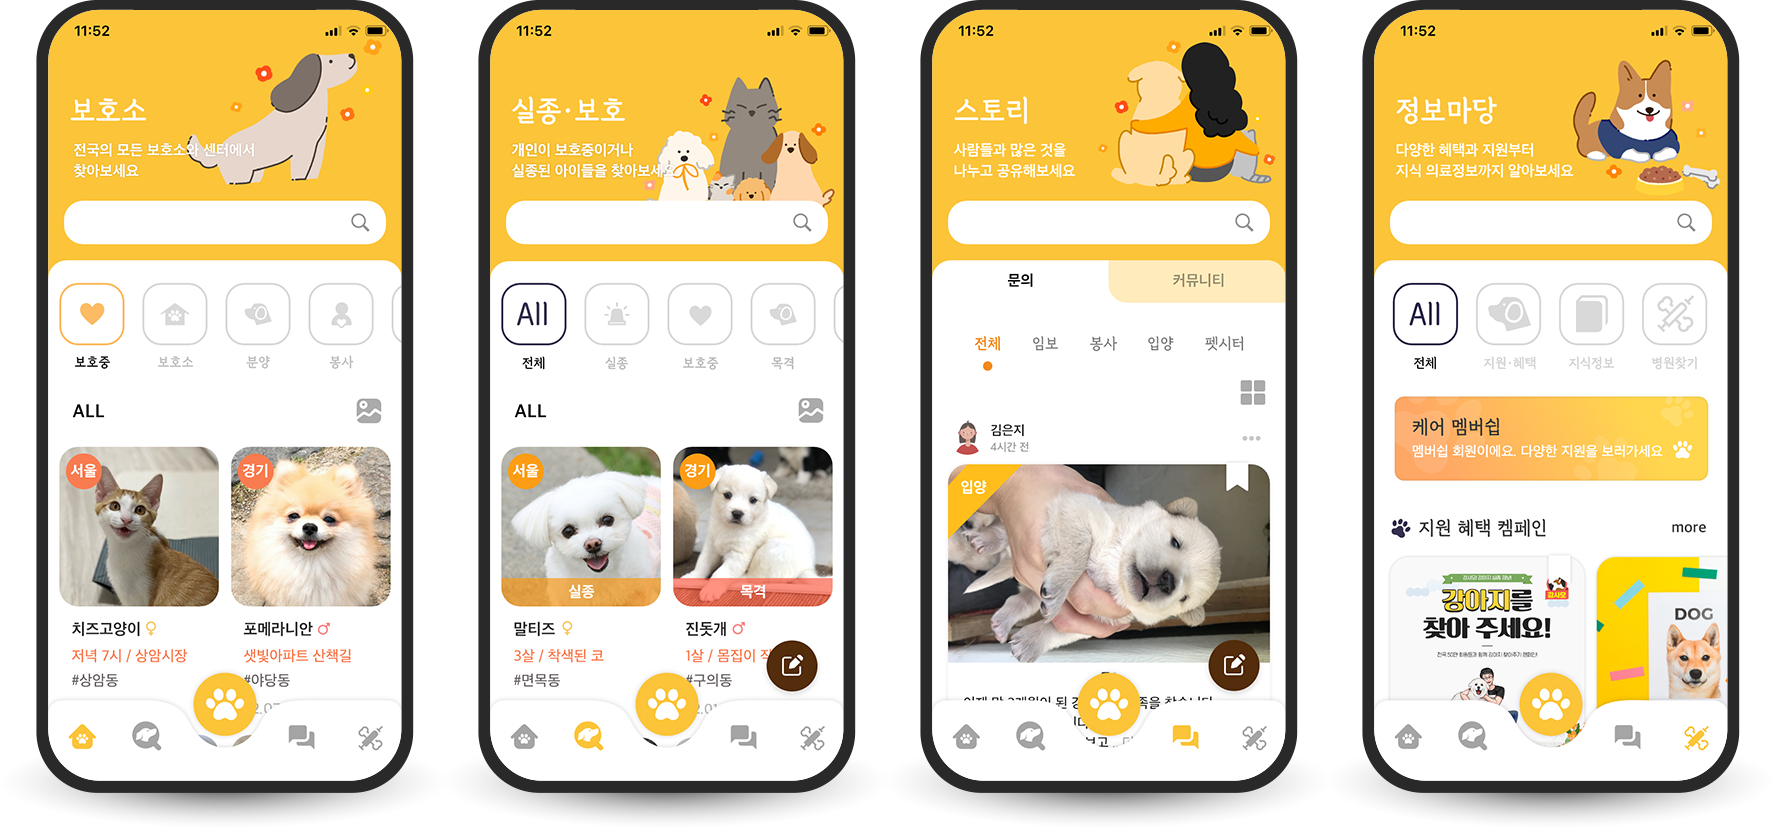 11:52
보호소
전국의 모든 보호소와 센터에서
찾아보세요
보호중
보호소
분양
봉사
ALL
서울
경기
치즈고양이
포메라니안
저녁 7시 / 상암시장
샛빛아파트 산책길
#상암동
#야당동
11:52
실종·보호
개인이 보호중이거나
실종된 아이들을 찾아보세요
All
전체
실종
보호중
목격
ALL
서울
경기
실종
목격
말티즈
진돗개
3살 / 착색된 코
1살 / 몸집이
#면목동
#구의동
11:52
스토리
사람들과 많은 것을
나누고 공유해보세요
문의
커뮤니티
전체
임보
봉사
입양
펫시터
김은지
4시간 전
입양
11:52
정보마당
다양한 혜택과 지원부터
지식 의료정보까지 알아보세요
All
전체
지원·혜택
지식정보
병원찾기
케어 멤버쉽
멤버쉽 회원이에요. 다양한 지원을 보러가세요
지원 혜택 켐페인
more
강아지를
찾아 주세요!
강사모
DOG